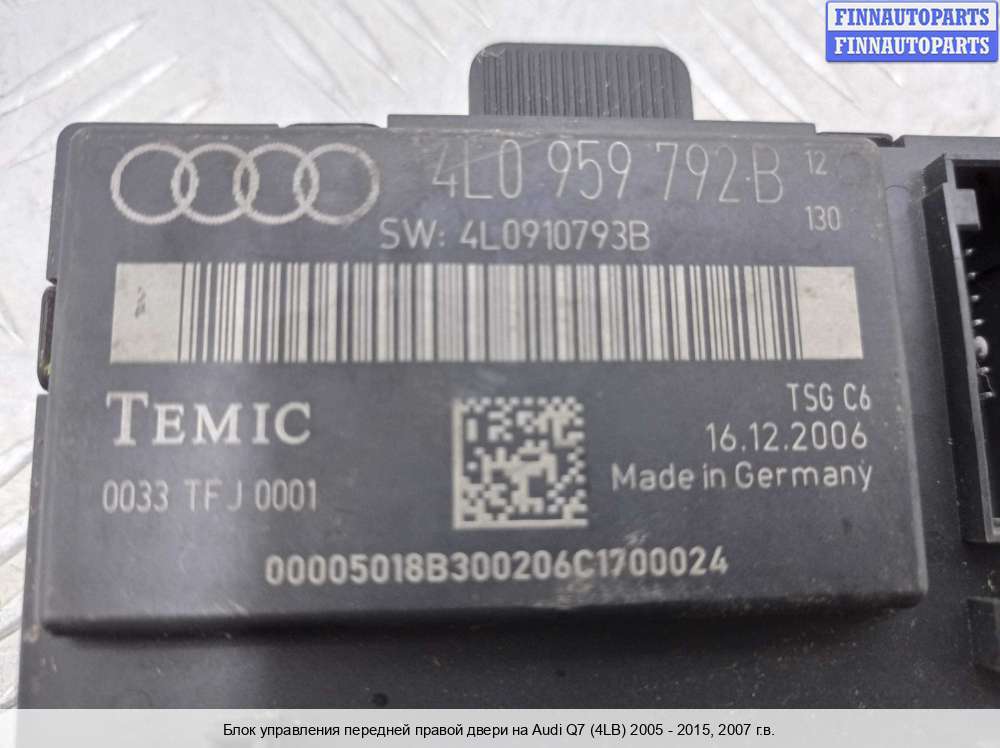 FINNAUTOPARTS
FINNAUTOPARTS
4L0 959 792 B 12
130
SW: 4L0910793B
TEMIC
TSG C6
16.12.2006
Made in Germany
0033 TFJ 0001
00005018B300206C1700024
Блок управления передней правой двери на Audi Q7 (4LB) 2005 - 2015, 2007 г.в.